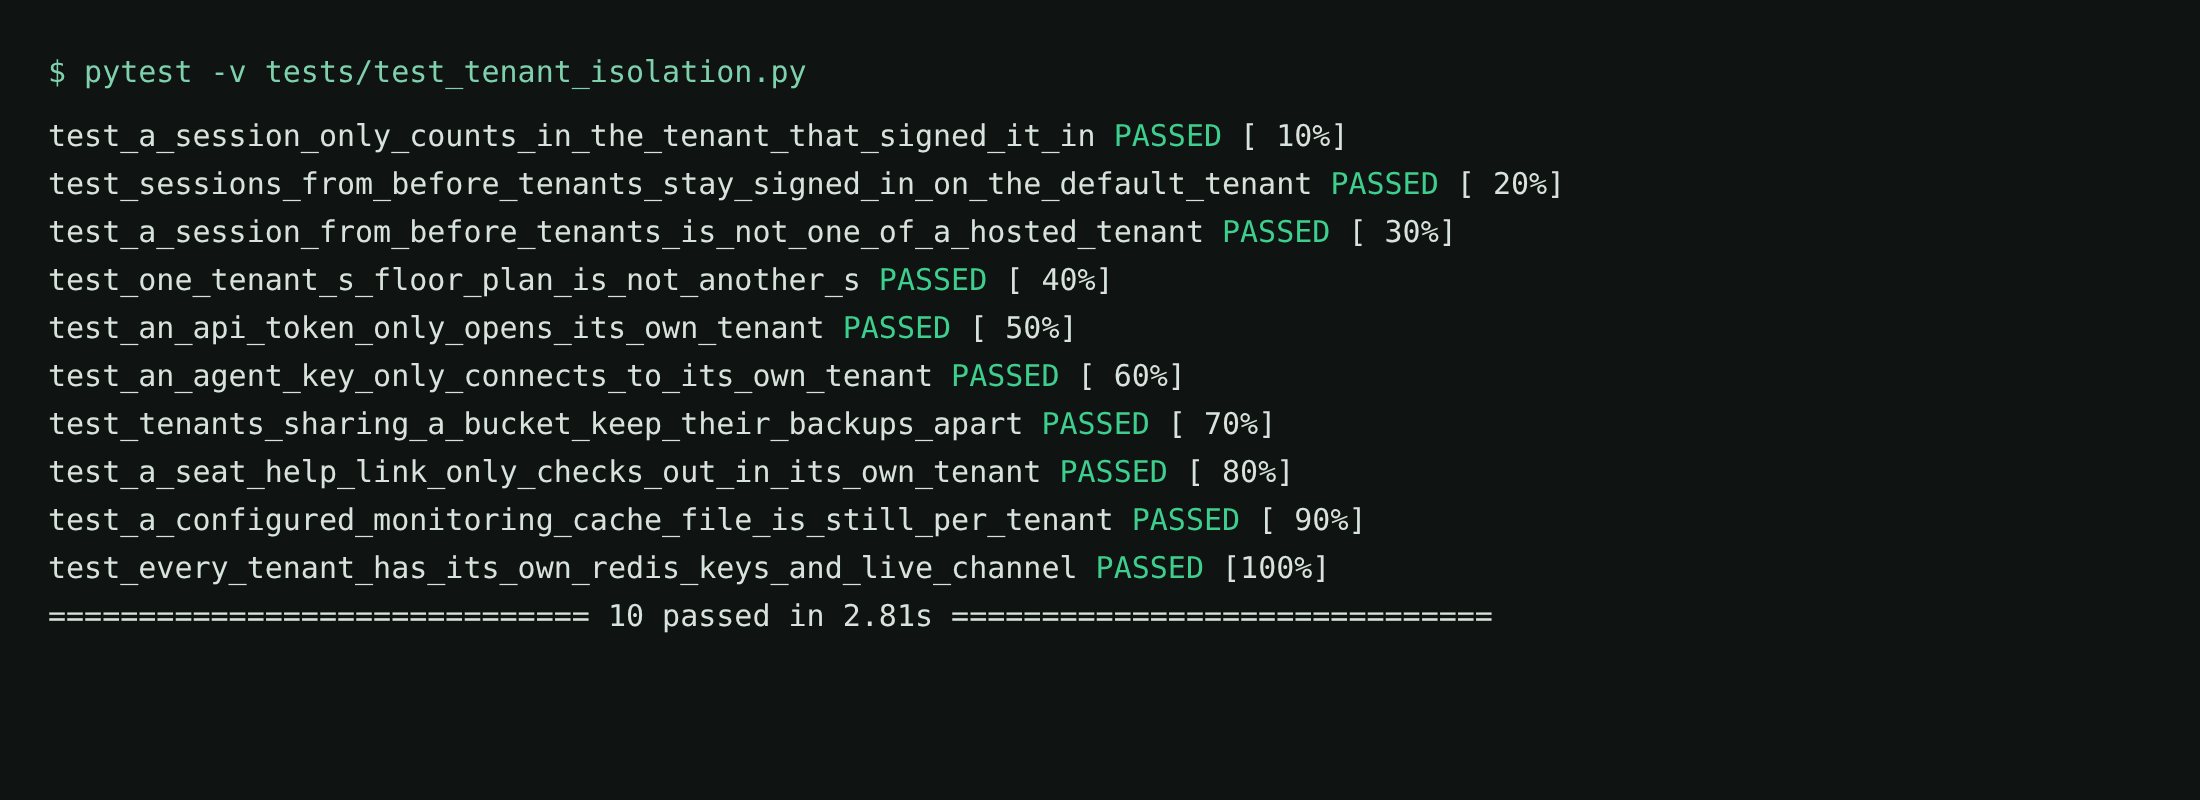 $ pytest -v tests/test_tenant_isolation.py
test_a_session_only_counts_in_the_tenant_that_signed_it_in PASSED [ 10%]
test_sessions_from_before_tenants_stay_signed_in_on_the_default_tenant PASSED [ 20%]
test_a_session_from_before_tenants_is_not_one_of_a_hosted_tenant PASSED [ 30%]
test_one_tenant_s_floor_plan_is_not_another_s PASSED [ 40%]
test_an_api_token_only_opens_its_own_tenant PASSED [ 50%]
test_an_agent_key_only_connects_to_its_own_tenant PASSED [ 60%]
test_tenants_sharing_a_bucket_keep_their_backups_apart PASSED [ 70%]
test_a_seat_help_link_only_checks_out_in_its_own_tenant PASSED [ 80%]
test_a_configured_monitoring_cache_file_is_still_per_tenant PASSED [ 90%]
test_every_tenant_has_its_own_redis_keys_and_live_channel PASSED [100%]
============================== 10 passed in 2.81s ==============================